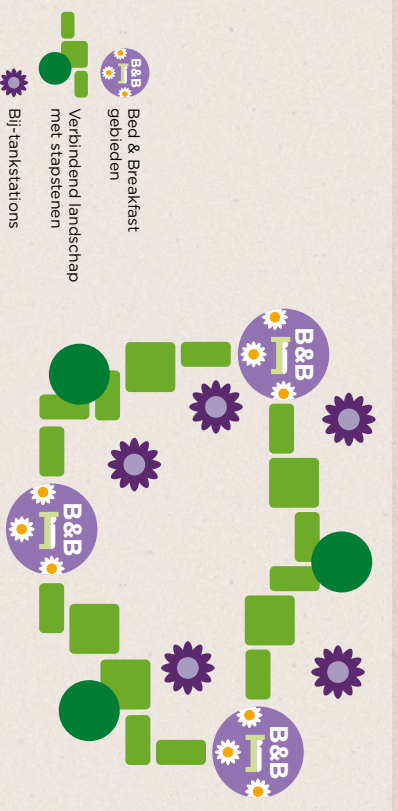 B&B
Bed & Breakfast
gebieden
Verbindend landschap
met stapstenen
Bij-tankstations
B&B
B&B
B&B